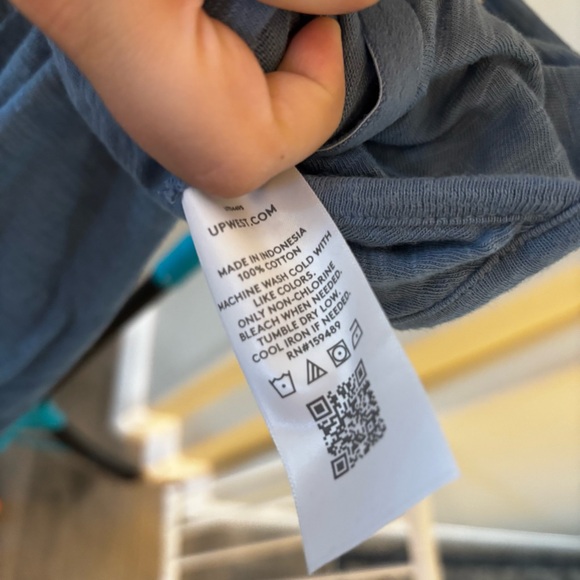 UPWEST.COM
MADE IN INDONESIA
100% COTTON
MACHINE WASH COLD WITH
LIKE COLORS.
ONLY NON-CHLORINE
BLEACH WHEN NEEDED.
TUMBLE DRY LOW.
COOL IRON IF NEEDED.
RN#159489